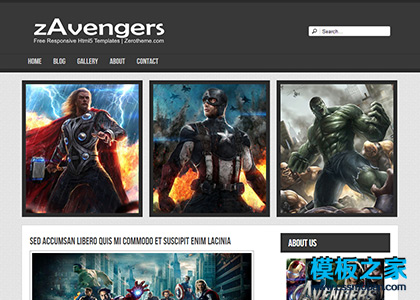 zAvengers
Free Responsive Html5 Templates | Zerotheme.com
Search...
HOME BLOG GALLERY ABOUT CONTACT
SED ACCUMSAN LIBERO QUIS MI COMMODO ET SUSCIPIT ENIM LACINIA
ABOUT US
AVENGERS
模板之家